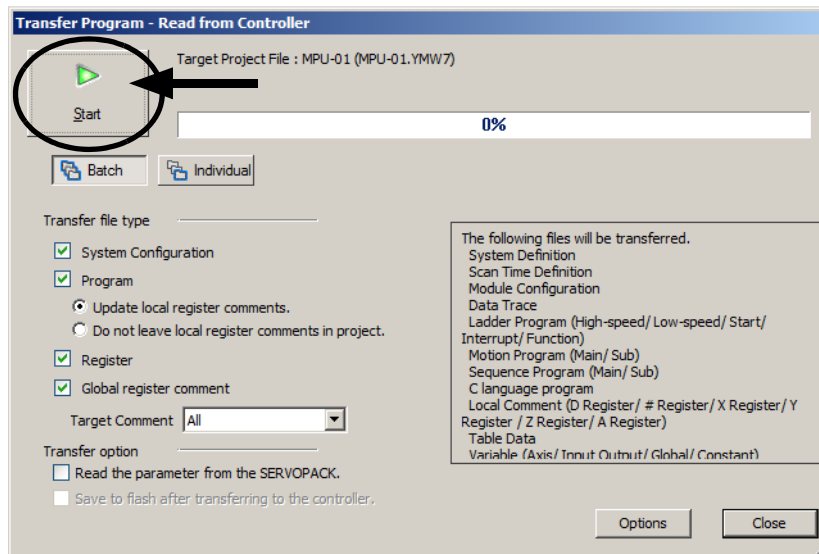 Transfer Program - Read from Controller
Target Project File : MPU-01 (MPU-01.YMW7)
Start
0%
Batch
Individual
Transfer file type
System Configuration
Program
Update local register comments.
Do not leave local register comments in project.
Register
Global register comment
Target Comment All
Transfer option
Read the parameter from the SERVOPACK.
Save to flash after transferring to the controller.
The following files will be transferred.
System Definition
Scan Time Definition
Module Configuration
Data Trace
Ladder Program (High-speed/ Low-speed/ Start/
Interrupt/ Function)
Motion Program (Main/ Sub)
Sequence Program (Main/ Sub)
C language program
Local Comment (D Register/ # Register/ X Register/ Y
Register / Z Register/ A Register)
Table Data
Variable (Axis/ Input Output/ Global/ Constant)
Options
Close